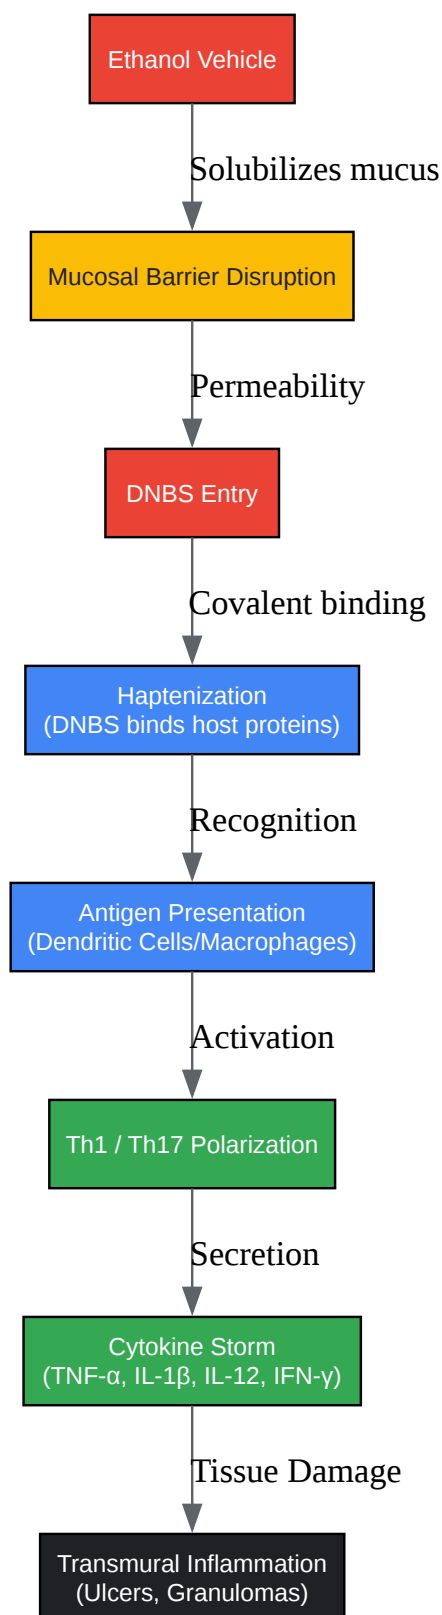 Ethanol Vehicle
Solubilizes mucus
Mucosal Barrier Disruption
Permeability
DNBS Entry
Covalent binding
Haptenization
(DNBS binds host proteins)
Recognition
Antigen Presentation
(Dendritic Cells/Macrophages)
Activation
Th1 / Th17 Polarization
Secretion
Cytokine Storm
(TNF-α, IL-1β, IL-12, IFN-γ)
Tissue Damage
Transmural Inflammation
(Ulcers, Granulomas)